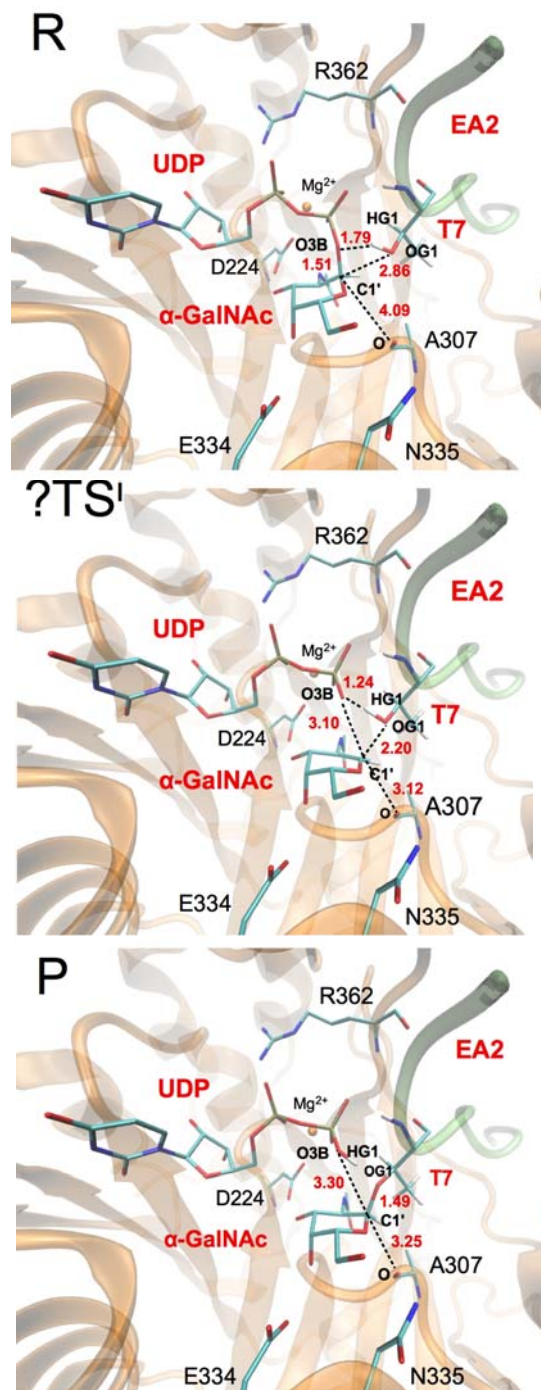 R
R362
EA2
UDP
Mg2+
T7
HG1
O3B
1.79
OG1
D224
1.51
2.86
C1'
α-GalNAc
4.09
O
A307
E334
N335
?TSI
R362
EA2
UDP
Mg2+
1.24
O3B
HG1
T7
D224
3.10
OG1
2.20
α-GalNAc
C1'
3.12
O
A307
E334
N335
P
R362
EA2
UDP
Mg2+
O3B
HG1
OG1
T7
D224
3.30
1.49
C1'
α-GalNAc
3.25
O
A307
E334
N335